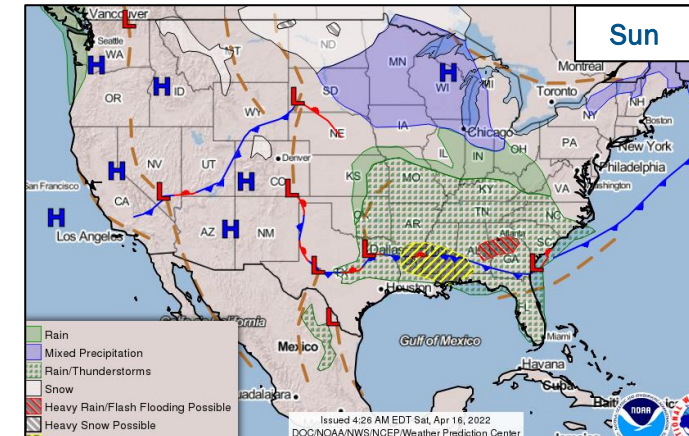 Sun
Vancouver
Seattle
WA
MT
ND
MN
Montréal
OR
ID
SD
WI
MI
Toronto
NH
NY
Boston
WY
IA
Chicago
NE
New York
PA
Philadelphia
IL
IN
OH
NV
UT
Denver
CO
KS
MO
KY
VA
San Francisco
CA
TN
NC
Los Angeles
AZ
NM
AR
Atlanta
SC
Dallas
GA
Houston
FL
Miami
Gulf of Mexico
Mexico
Havana
Cuba
H
H
H
H
H
H
H
L
L
L
L
L
L
L
L
Rain
Mixed Precipitation
Rain/Thunderstorms
Snow
Heavy Rain/Flash Flooding Possible
Heavy Snow Possible
Issued 4:26 AM EDT Sat, Apr 16, 2022
DOC/NOAA/NWS/NCEP/Weather Prediction Center
NOAA